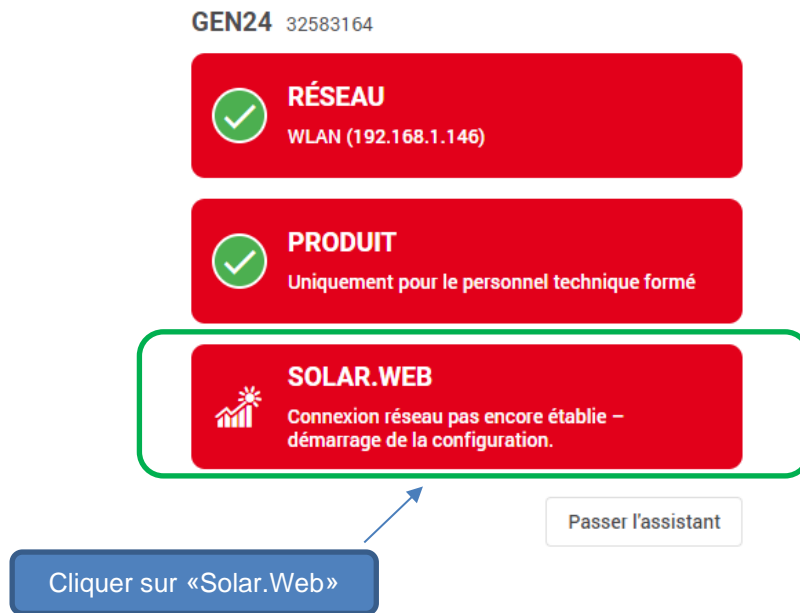 GEN24 32583164
RÉSEAU
WLAN (192.168.1.146)
PRODUIT
Uniquement pour le personnel technique formé
SOLAR.WEB
Connexion réseau pas encore établie –
démarrage de la configuration.
Passer l'assistant
Cliquer sur «Solar.Web»